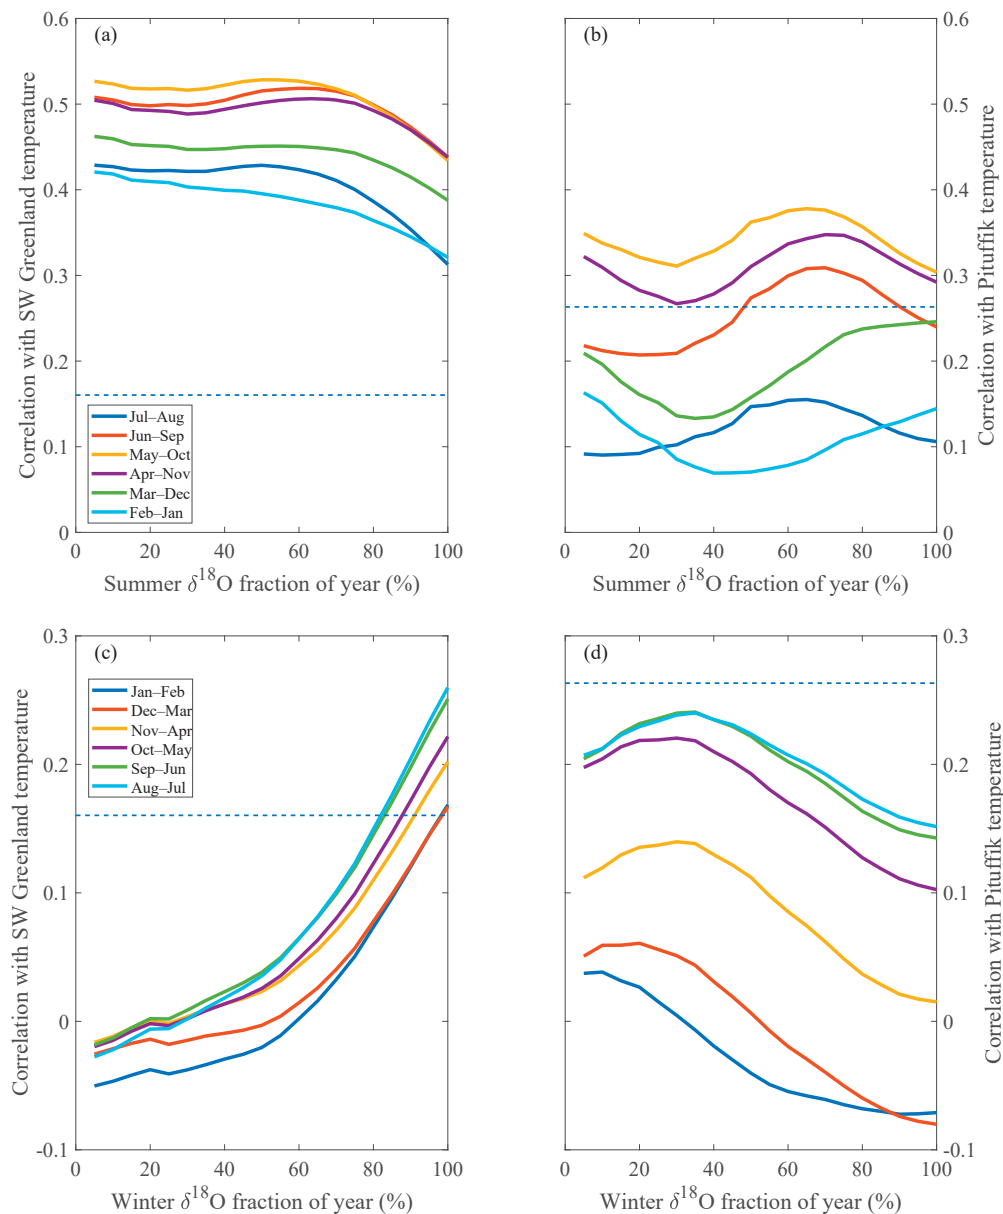 (a)
0.6
0.5
0.4
0.3
0.2
0.1
0
Correlation with SW Greenland temperature
Jul–Aug
Jun–Sep
May–Oct
Apr–Nov
Mar–Dec
Feb–Jan
0 20 40 60 80 100
Summer δ¹⁸O fraction of year (%)
(b)
0.6
0.5
0.4
0.3
0.2
0.1
0
Correlation with Pituffik temperature
0 20 40 60 80 100
Summer δ¹⁸O fraction of year (%)
(c)
0.3
0.2
0.1
0
-0.1
Correlation with SW Greenland temperature
Jan–Feb
Dec–Mar
Nov–Apr
Oct–May
Sep–Jun
Aug–Jul
0 20 40 60 80 100
Winter δ¹⁸O fraction of year (%)
(d)
0.3
0.2
0.1
0
-0.1
Correlation with Pituffik temperature
0 20 40 60 80 100
Winter δ¹⁸O fraction of year (%)